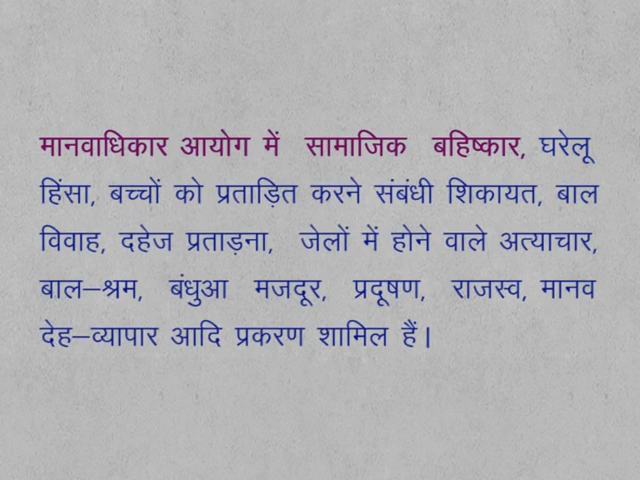 मानवाधिकार आयोग में सामाजिक बहिष्कार, घरेलू
हिंसा, बच्चों को प्रताड़ित करने संबंधी शिकायत, बाल
विवाह, दहेज प्रताड़ना, जेलों में होने वाले अत्याचार,
बाल–श्रम, बंधुआ मजदूर, प्रदूषण, राजस्व, मानव
देह–व्यापार आदि प्रकरण शामिल हैं।